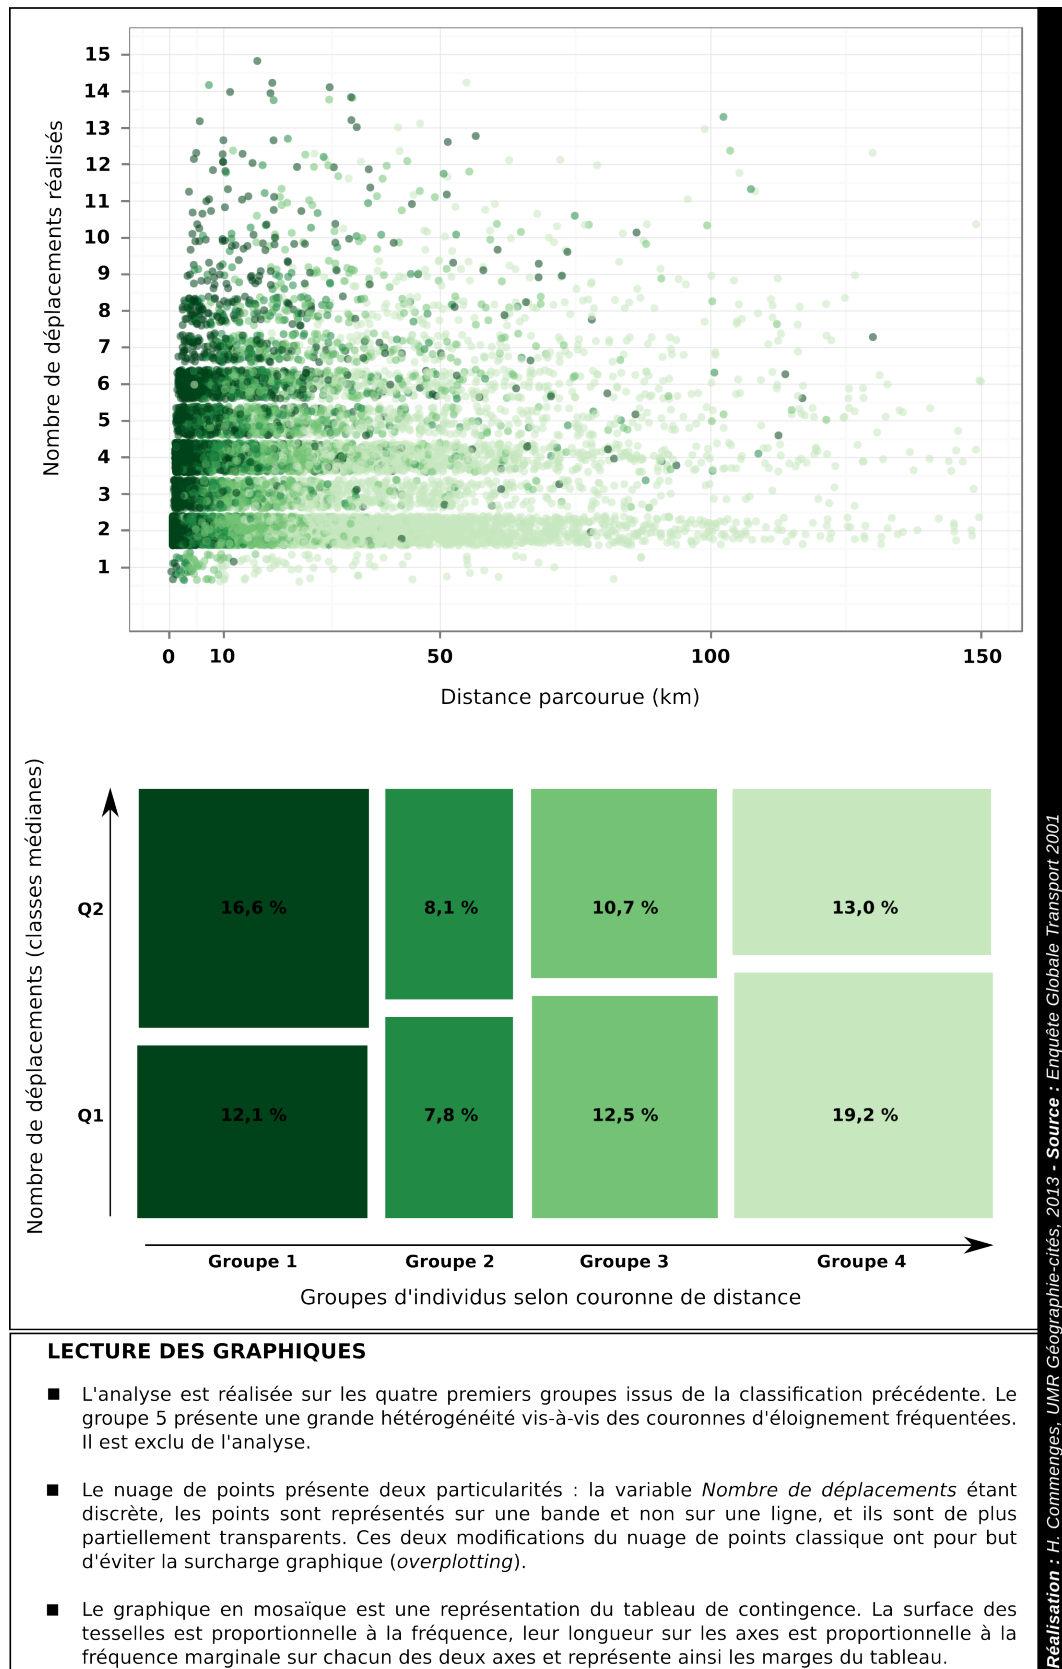 15
14
13
12
11
10
9
8
7
6
5
4
3
2
1
Nombre de déplacements réalisés
0 10 50 100 150
Distance parcourue (km)
Nombre de déplacements (classes médianes)
Q2
16,6 % 8,1 % 10,7 % 13,0 %
Q1
12,1 % 7,8 % 12,5 % 19,2 %
Groupe 1 Groupe 2 Groupe 3 Groupe 4
Groupes d'individus selon couronne de distance
LECTURE DES GRAPHIQUES
■ L'analyse est réalisée sur les quatre premiers groupes issus de la classification précédente. Le
groupe 5 présente une grande hétérogénéité vis-à-vis des couronnes d'éloignement fréquentées.
Il est exclu de l'analyse.
■ Le nuage de points présente deux particularités : la variable Nombre de déplacements étant
discrète, les points sont représentés sur une bande et non sur une ligne, et ils sont de plus
partiellement transparents. Ces deux modifications du nuage de points classique ont pour but
d'éviter la surcharge graphique (overplotting).
■ Le graphique en mosaïque est une représentation du tableau de contingence. La surface des
tesselles est proportionnelle à la fréquence, leur longueur sur les axes est proportionnelle à la
fréquence marginale sur chacun des deux axes et représente ainsi les marges du tableau.
Réalisation : H. Commenges, UMR Géographie-cités, 2013 - Source : Enquête Globale Transport 2001